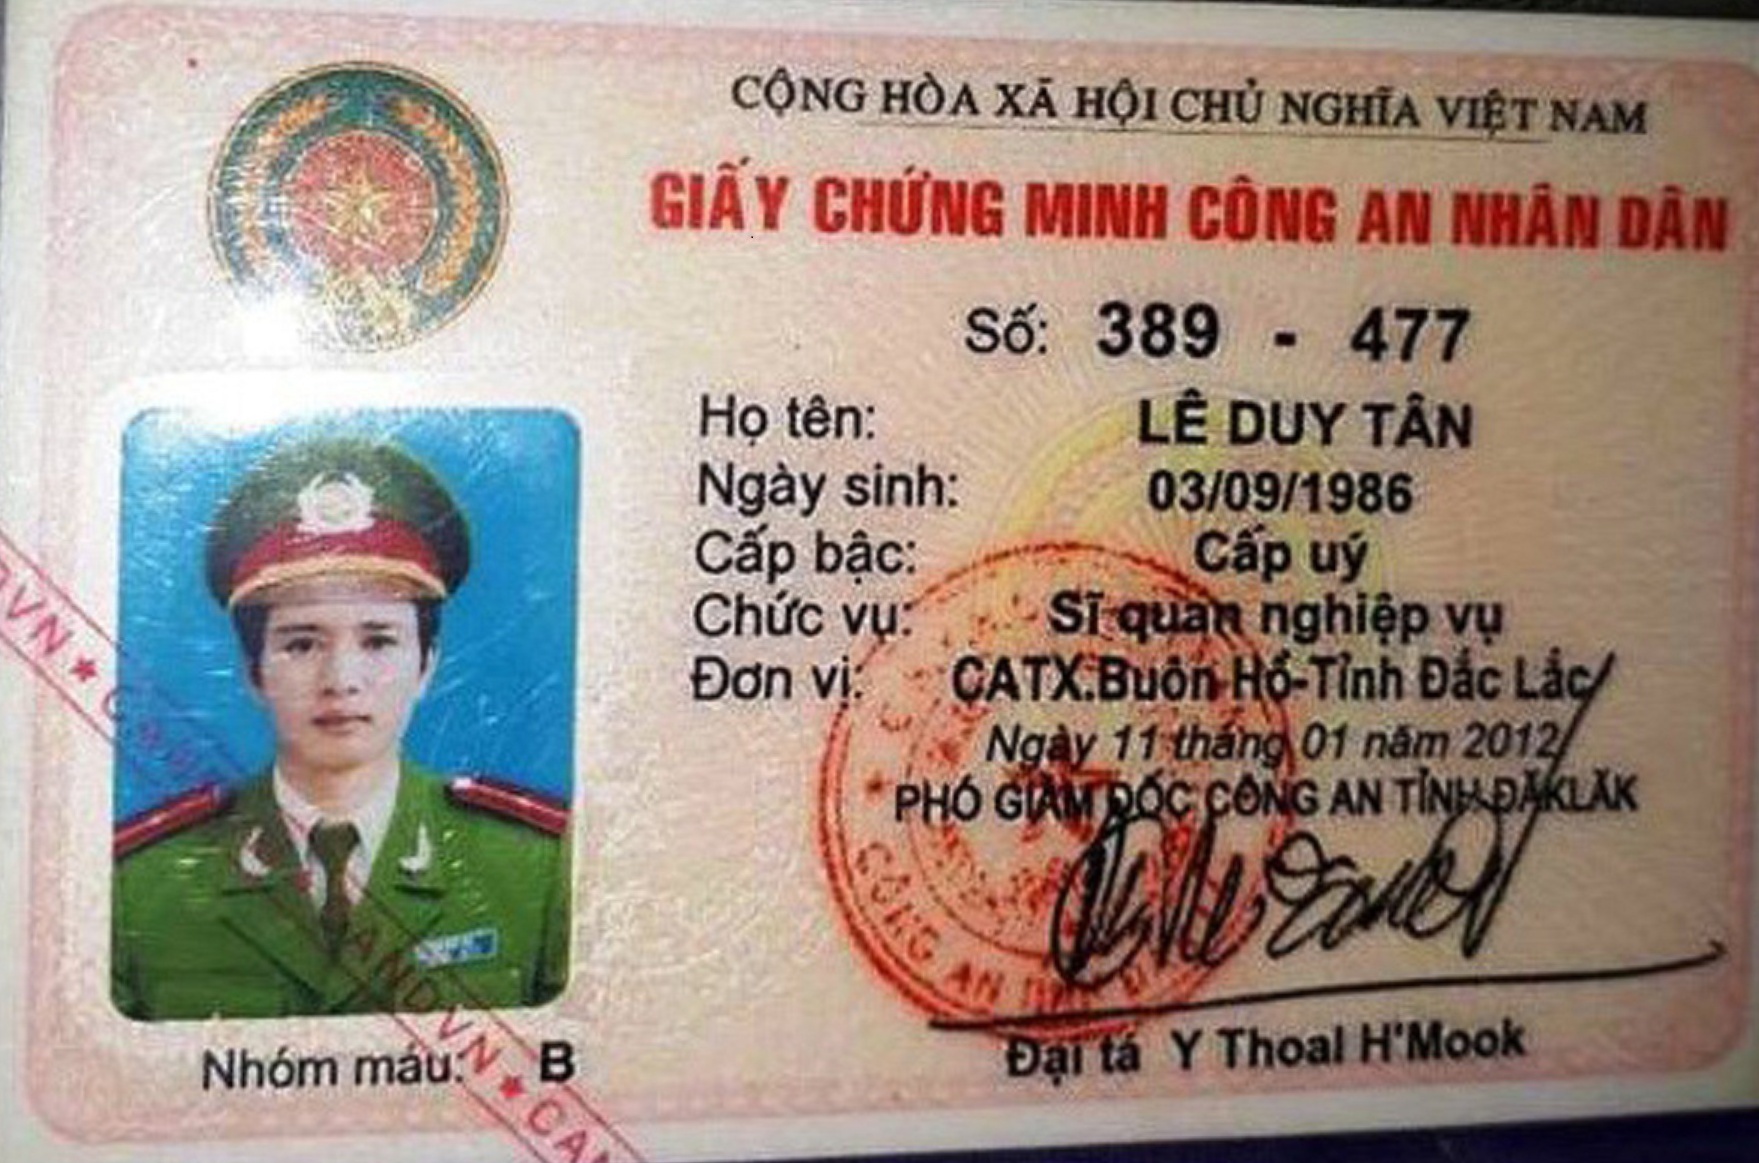 CỘNG HÒA XÃ HỘI CHỦ NGHĨA VIỆT NAM
GIẤY CHỨNG MINH CÔNG AN NHÂN DÂN
Số: 389 - 477
Họ tên: LÊ DUY TÂN
Ngày sinh: 03/09/1986
Cấp bậc: Cấp uý
Chức vụ: Sĩ quan nghiệp vụ
Đơn vị: CATX.Buôn Hồ-Tỉnh Đắc Lắc
Ngày 11 tháng 01 năm 2012
PHÓ GIÁM ĐỐC CÔNG AN TỈNH ĐĂKLĂK
CÔNG AN
Đại tá Y Thoal H'Mook
Nhóm máu: B
VN ★ CAND
ANDVN ★ CAN